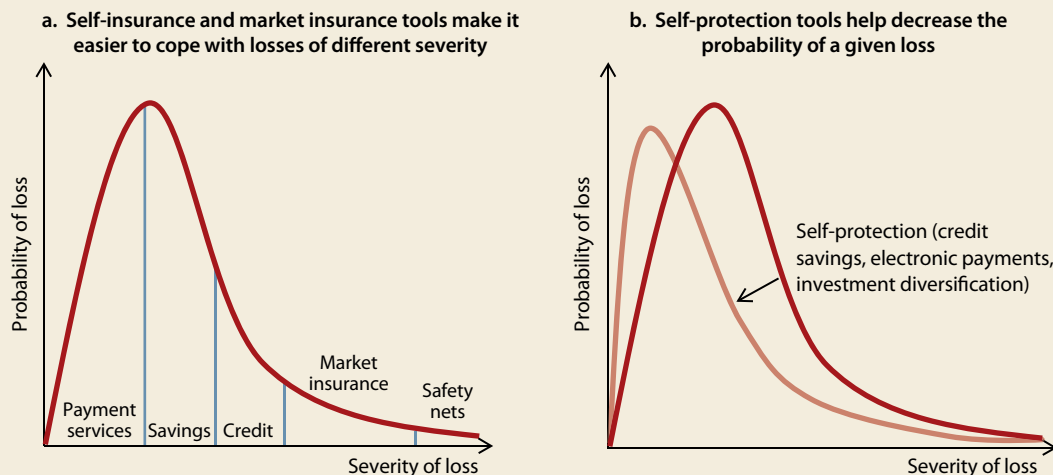 a. Self-insurance and market insurance tools make it
easier to cope with losses of different severity
Probability of loss
Payment
services
Savings
Credit
Market
insurance
Safety
nets
Severity of loss
b. Self-protection tools help decrease the
probability of a given loss
Probability of loss
Self-protection (credit
savings, electronic payments,
investment diversification)
Severity of loss